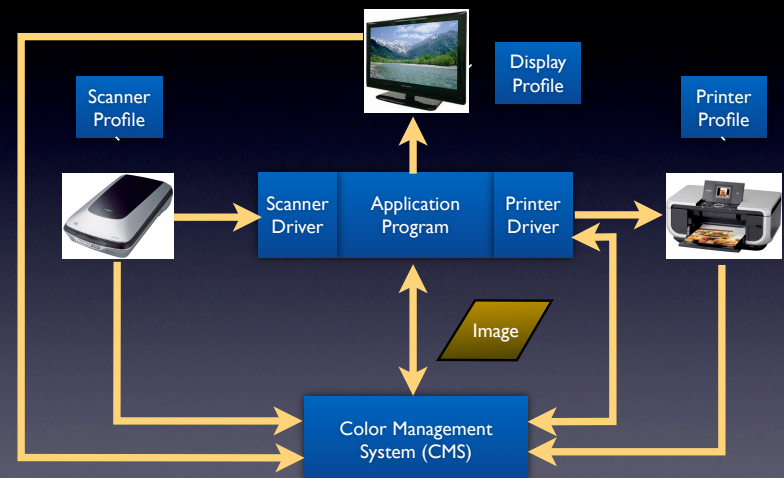 Display
Profile
Scanner
Profile
Printer
Profile
Scanner
Driver
Application
Program
Printer
Driver
Image
Color Management
System (CMS)